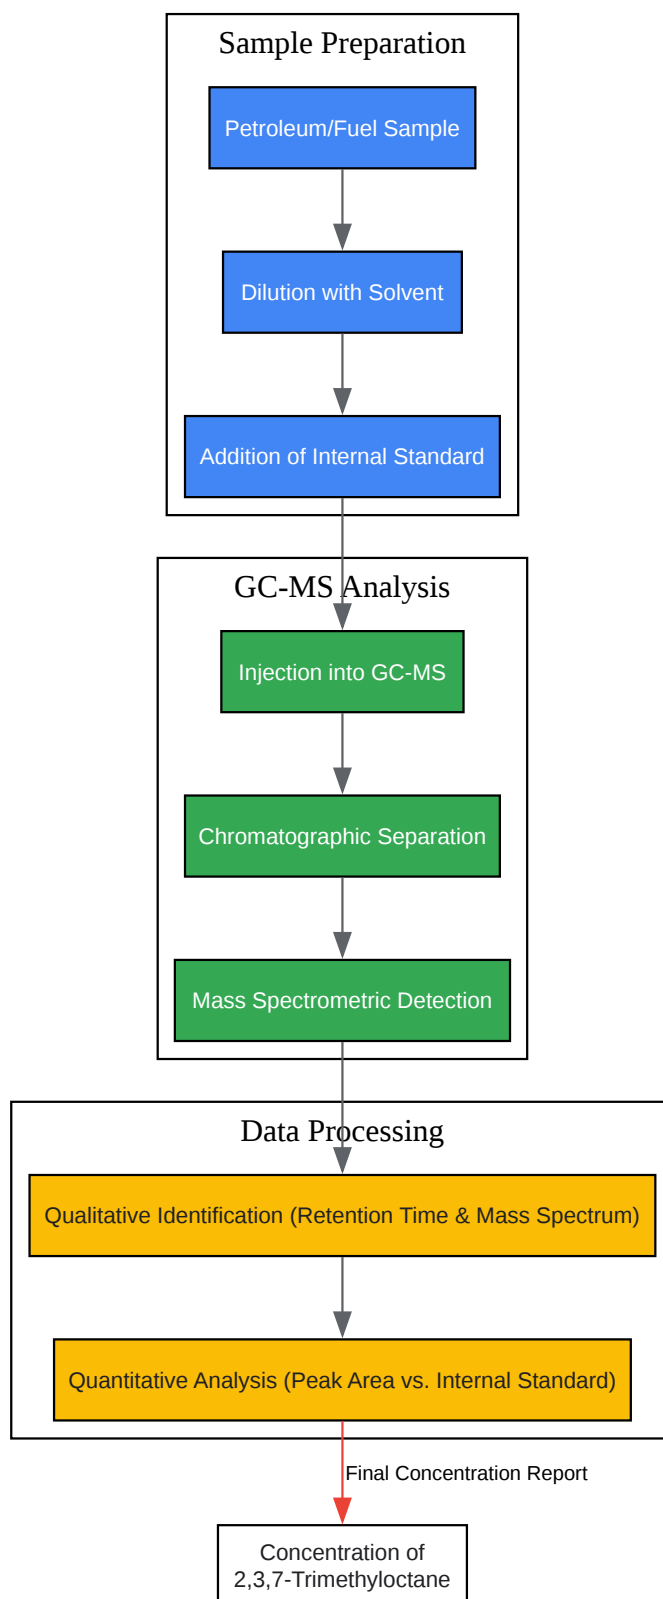 Sample Preparation
Petroleum/Fuel Sample
Dilution with Solvent
Addition of Internal Standard
GC-MS Analysis
Injection into GC-MS
Chromatographic Separation
Mass Spectrometric Detection
Data Processing
Qualitative Identification (Retention Time & Mass Spectrum)
Quantitative Analysis (Peak Area vs. Internal Standard)
Final Concentration Report
Concentration of
2,3,7-Trimethyloctane